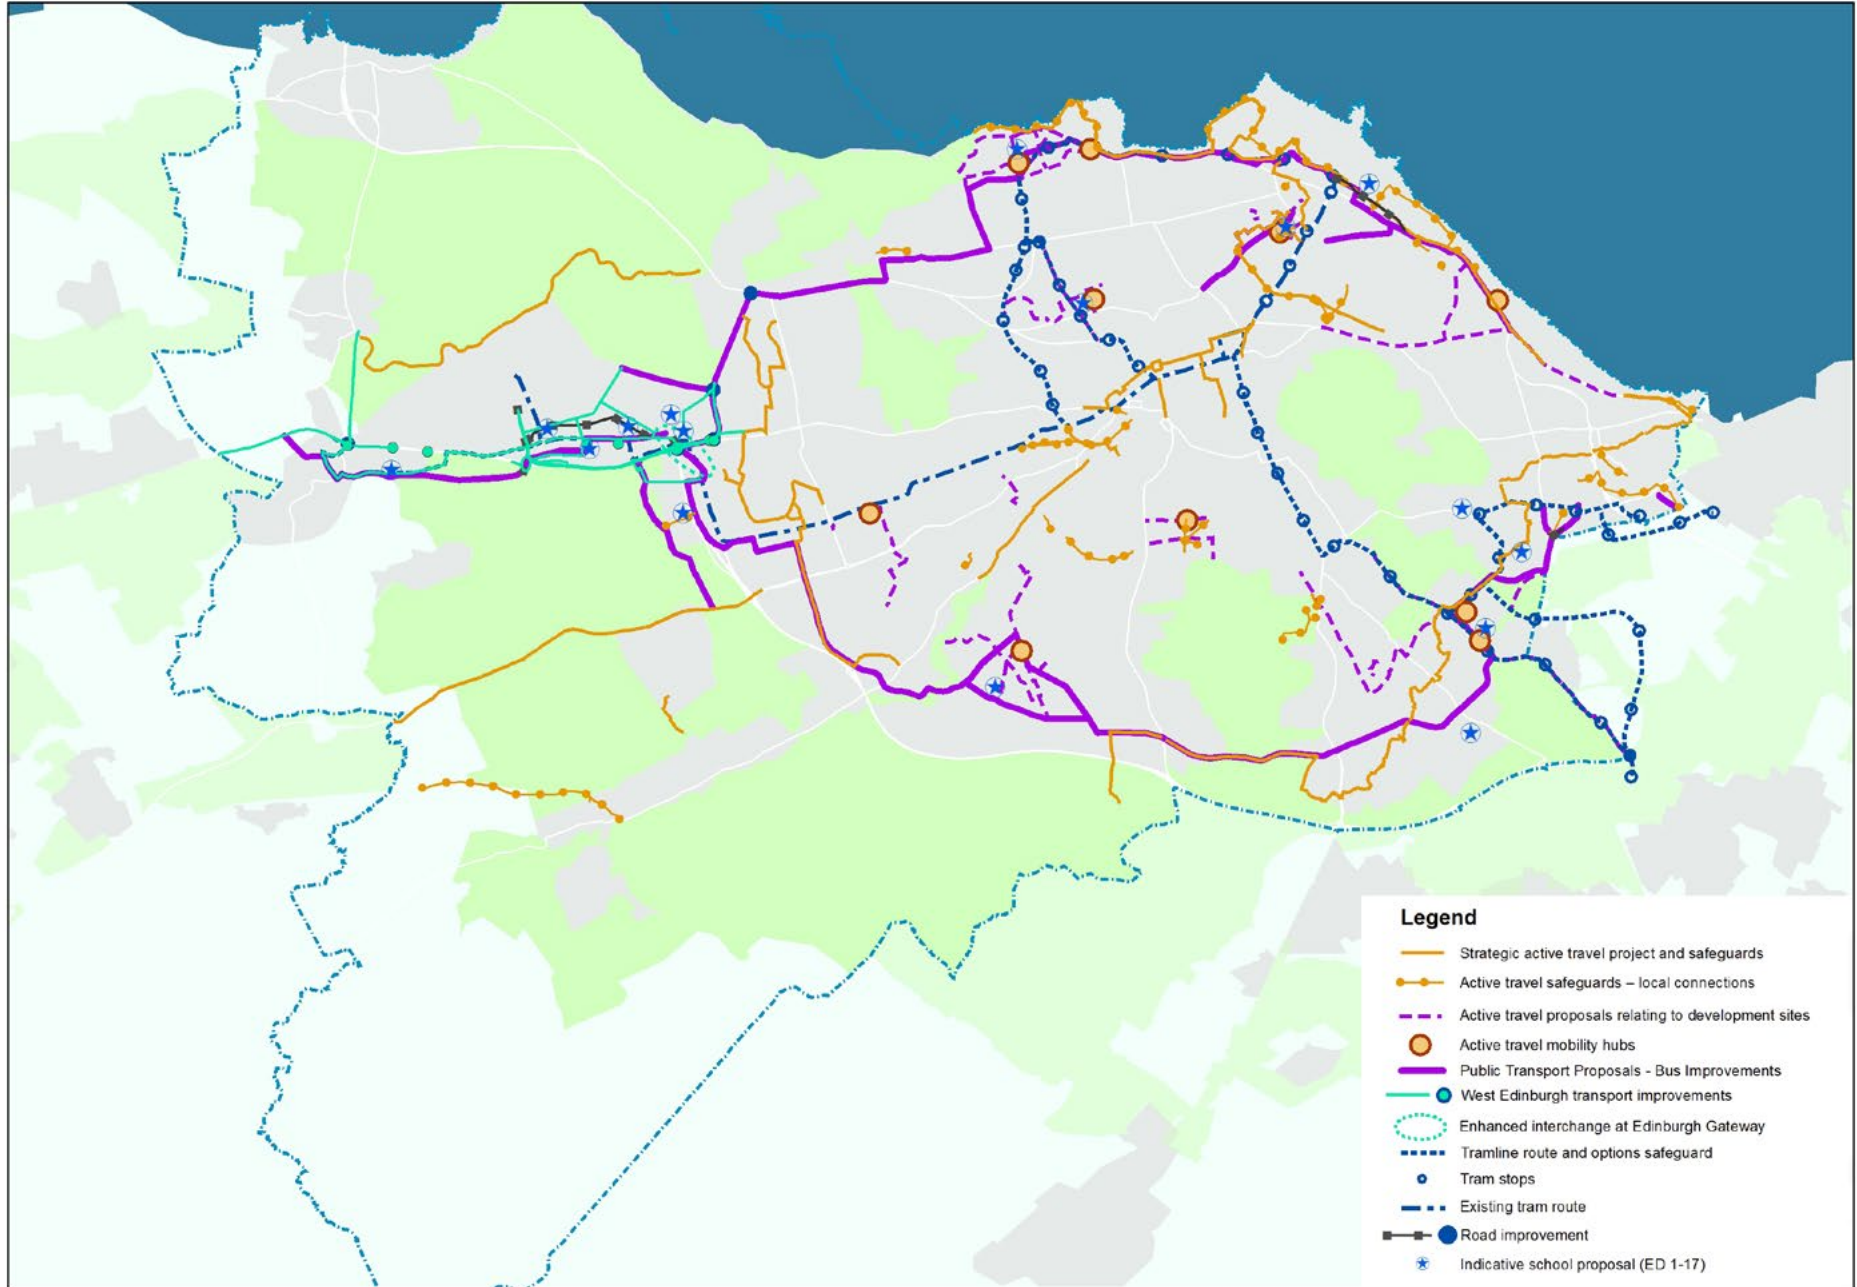 Legend
Strategic active travel project and safeguards
Active travel safeguards – local connections
Active travel proposals relating to development sites
Active travel mobility hubs
Public Transport Proposals - Bus Improvements
West Edinburgh transport improvements
Enhanced interchange at Edinburgh Gateway
Tramline route and options safeguard
Tram stops
Existing tram route
Road improvement
Indicative school proposal (ED 1-17)